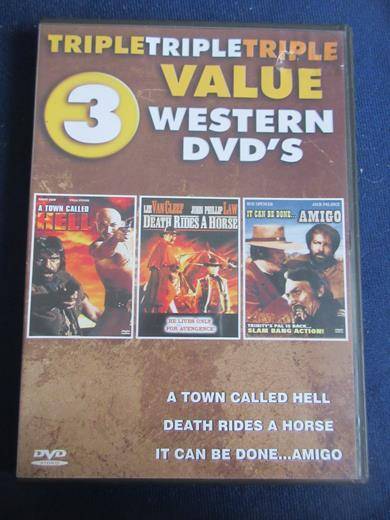 TRIPLETRIPLETRIPLE
VALUE
3
WESTERN
DVD'S
A TOWN CALLED
HELL
LEE VAN CLEEF JOHN PHILLIP LAW
DEATH RIDES A HORSE
HE LIVES ONLY
FOR AVENGENCE
BUD SPENCER JACK PALANCE
IT CAN BE DONE... AMIGO
TRINITY'S PAL IS BACK...
SLAM BANG ACTION!
A TOWN CALLED HELL
DEATH RIDES A HORSE
IT CAN BE DONE...AMIGO
DVD